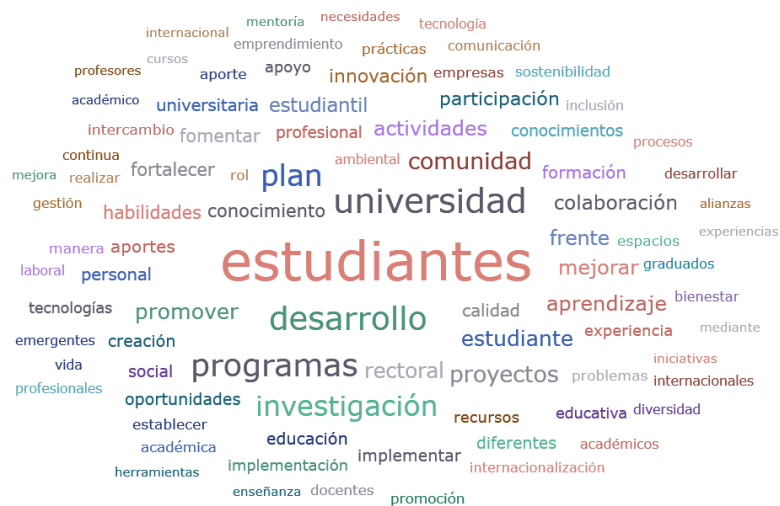 necesidades
mentoría
tecnología
internacional
emprendimiento
prácticas
comunicación
cursos
profesores
aporte
apoyo
innovación
empresas
sostenibilidad
académico
universitaria
estudiantil
participación
inclusión
intercambio
fomentar
profesional
actividades
conocimientos
procesos
continua
ambiental
comunidad
mejora
realizar
fortalecer
rol
plan
formación
desarrollar
gestión
habilidades
conocimiento
universidad
colaboración
alianzas
manera
aportes
frente
espacios
experiencias
laboral
personal
estudiantes
mejorar
graduados
tecnologías
promover
desarrollo
calidad
aprendizaje
bienestar
emergentes
creación
estudiante
experiencia
mediante
vida
social
programas
rectoral
proyectos
problemas
iniciativas
internacionales
profesionales
oportunidades
investigación
recursos
educativa
diversidad
establecer
educación
académica
implementar
diferentes
académicos
herramientas
implementación
internacionalización
enseñanza
docentes
promoción